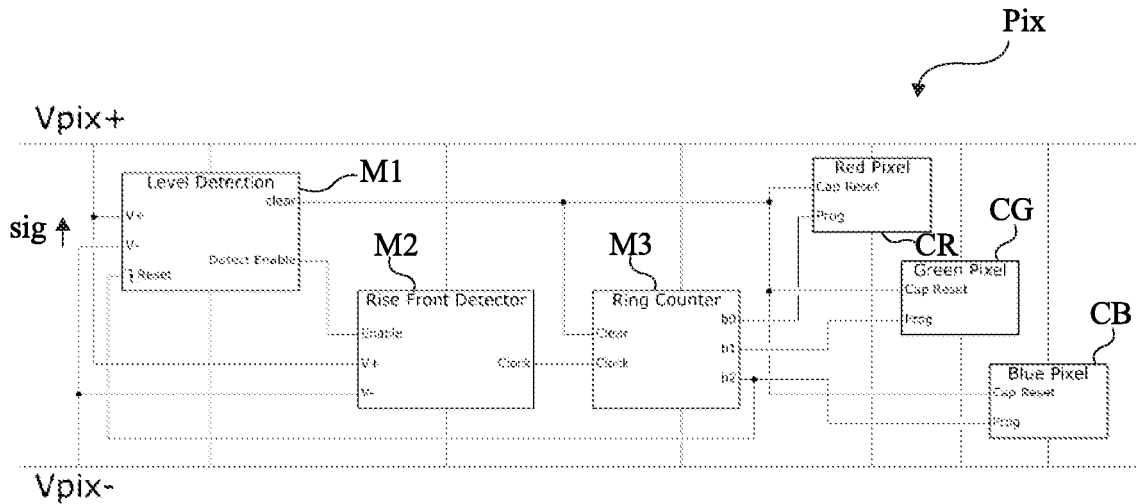 Pix
Vpix+
Level Detection
M1
clear
V+
V-
Reset
Detect Enable
sig
M2
Rise Front Detector
Enable
V+
V-
Clock
M3
Ring Counter
Clear
Clock
b0
b1
b2
Red Pixel
Cap Reset
Prog
CR
CG
Green Pixel
Cap Reset
Prog
CB
Blue Pixel
Cap Reset
Prog
Vpix-